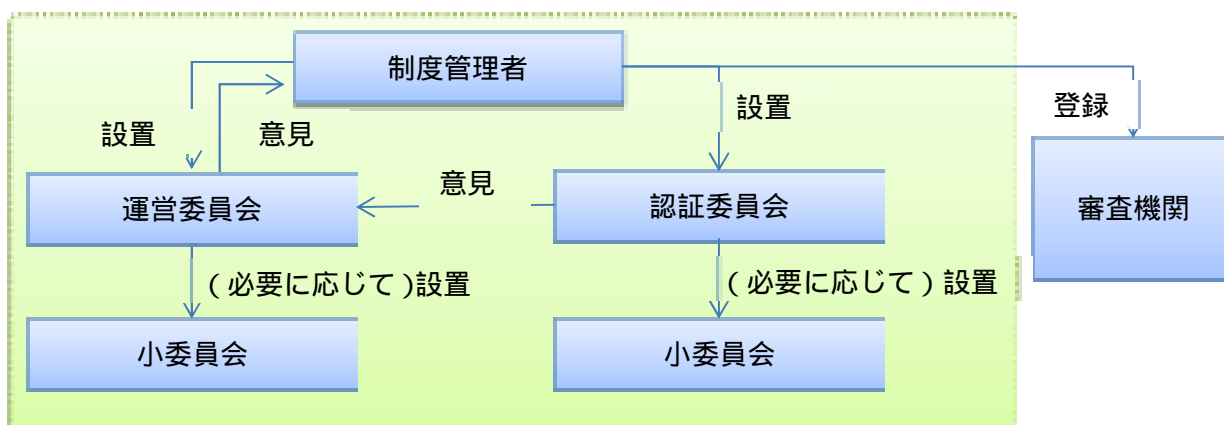 制度管理者
設置
意見
設置
登録
運営委員会
意見
認証委員会
審査機関
(必要に応じて)設置
(必要に応じて)設置
小委員会
小委員会